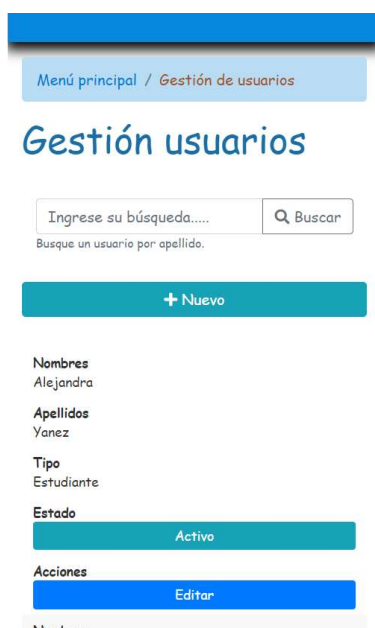 Menú principal / Gestión de usuarios
Gestión usuarios
Ingrese su búsqueda..... Buscar
Busque un usuario por apellido.
+ Nuevo
Nombres
Alejandra
Apellidos
Yanez
Tipo
Estudiante
Estado
Activo
Acciones
Editar